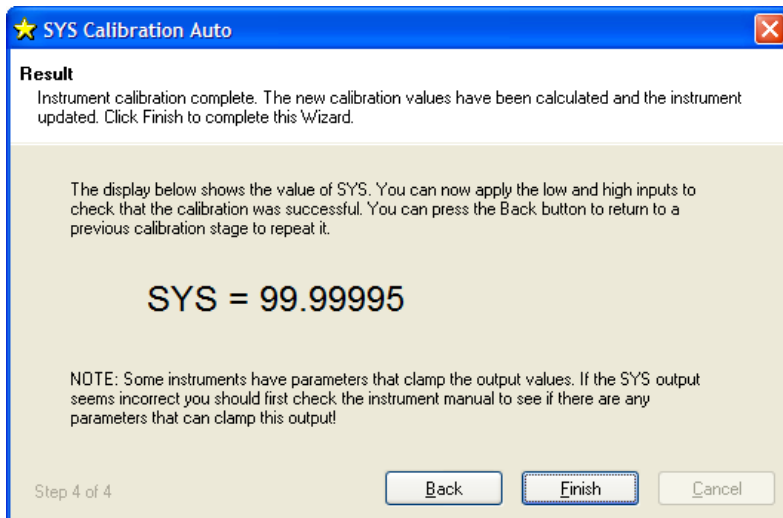 SYS Calibration Auto
Result
Instrument calibration complete. The new calibration values have been calculated and the instrument
updated. Click Finish to complete this Wizard.
The display below shows the value of SYS. You can now apply the low and high inputs to
check that the calibration was successful. You can press the Back button to return to a
previous calibration stage to repeat it.
SYS = 99.99995
NOTE: Some instruments have parameters that clamp the output values. If the SYS output
seems incorrect you should first check the instrument manual to see if there are any
parameters that can clamp this output!
Step 4 of 4
Back
Finish
Cancel